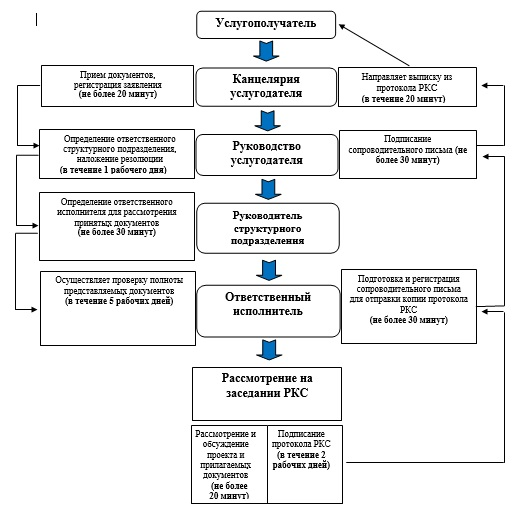 Услугополучатель
Прием документов,
регистрация заявления
(не более 20 минут)
Канцелярия
услугодателя
Направляет выписку из
протокола РКС
(в течение 20 минут)
Определение ответственного
структурного подразделения,
наложение резолюции
(в течение 1 рабочего дня)
Руководство
услугодателя
Подписание
сопроводительного письма (не
более 30 минут)
Определение ответственного
исполнителя для рассмотрения
принятых документов
(не более 30 минут)
Руководитель
структурного
подразделения
Осуществляет проверку полноты
представляемых документов
(в течение 5 рабочих дней)
Ответственный
исполнитель
Подготовка и регистрация
сопроводительного письма
для отправки копии протокола
РКС
(не более 30 минут)
Рассмотрение на
заседании РКС
Рассмотрение и
обсуждение
проекта и
прилагаемых
документов
(не более
20 минут)
Подписание
протокола РКС
(в течение 2
рабочих дней)